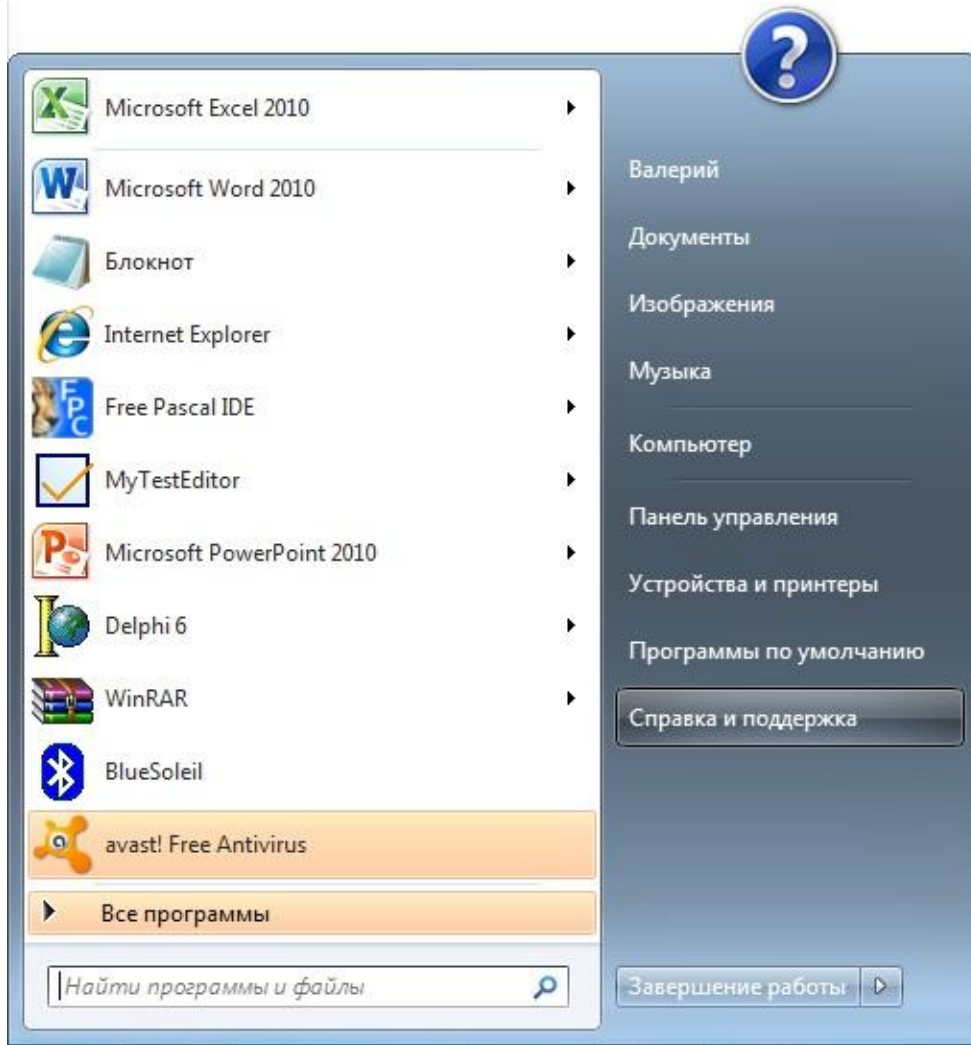 Microsoft Excel 2010
Microsoft Word 2010
Блокнот
Internet Explorer
Free Pascal IDE
MyTestEditor
Microsoft PowerPoint 2010
Delphi 6
WinRAR
BlueSoleil
avast! Free Antivirus
Все программы
Найти программы и файлы
Валерий
Документы
Изображения
Музыка
Компьютер
Панель управления
Устройства и принтеры
Программы по умолчанию
Справка и поддержка
Завершение работы